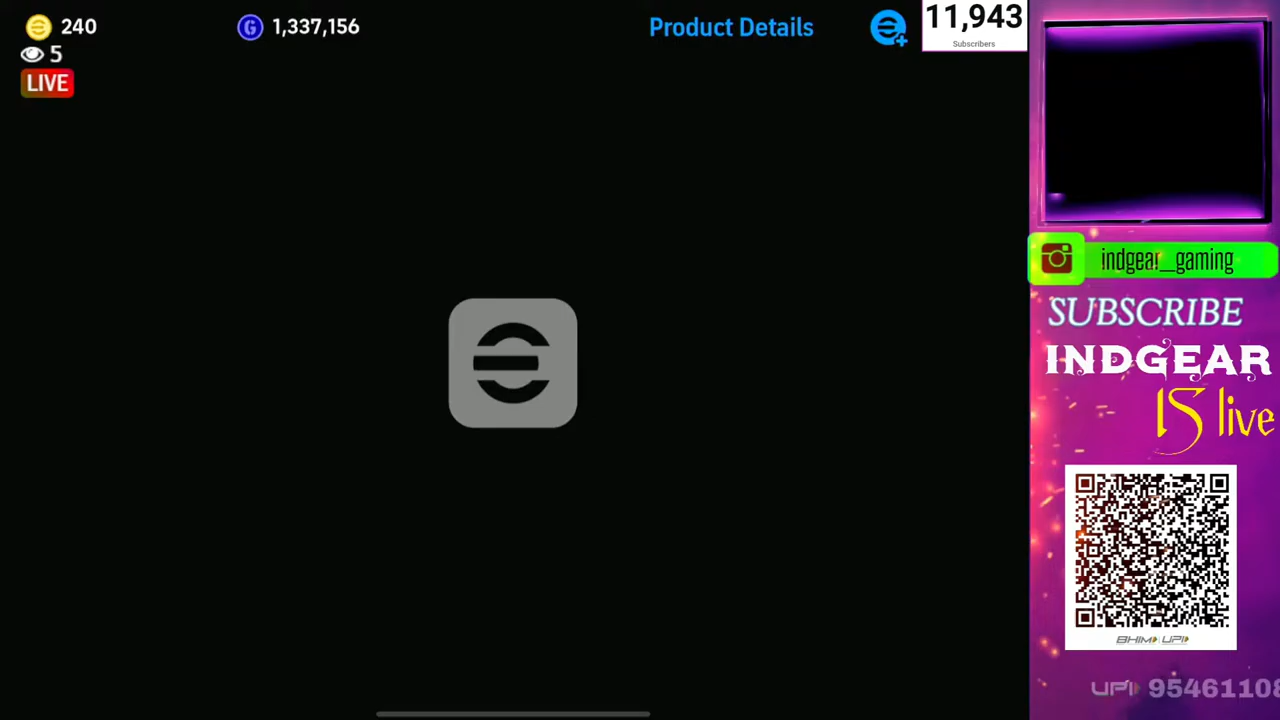 240
1,337,156
Product Details
11,943
Subscribers
5
LIVE
indgear_gaming
SUBSCRIBE
INDGEAR
IS live
BHIM UPI
UPI 95461108